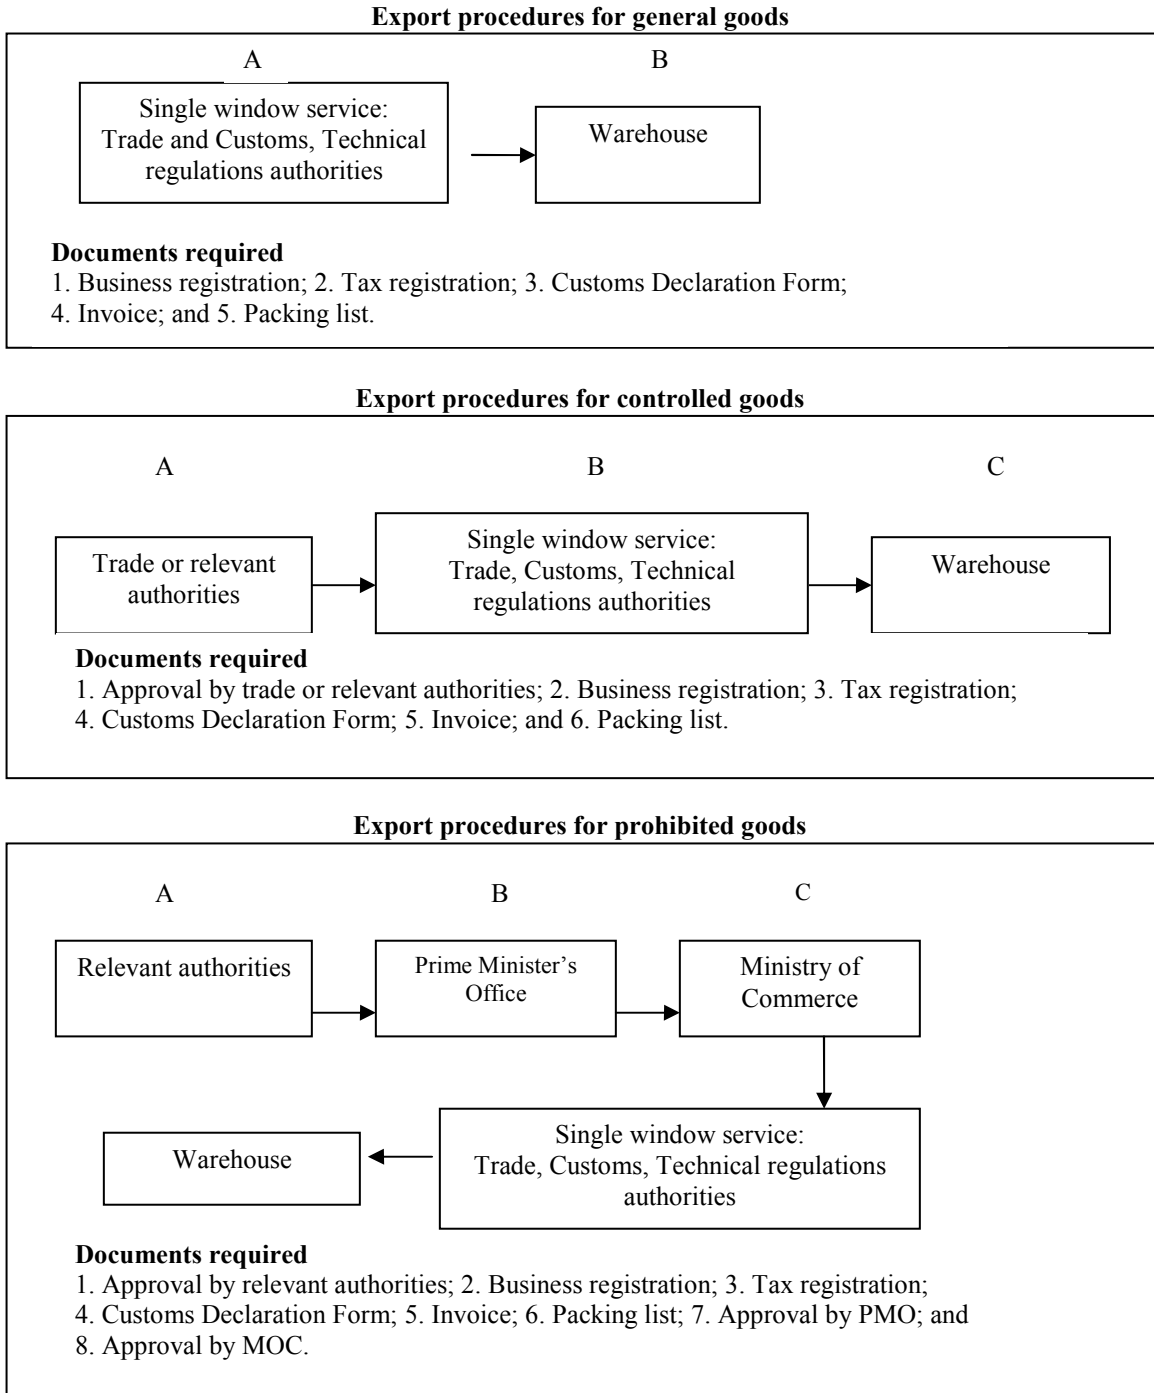 Export procedures for general goods
A
B
Single window service:
Trade and Customs, Technical
regulations authorities
Warehouse
Documents required
1. Business registration; 2. Tax registration; 3. Customs Declaration Form;
4. Invoice; and 5. Packing list.
Export procedures for controlled goods
A
B
C
Trade or relevant
authorities
Single window service:
Trade, Customs, Technical
regulations authorities
Warehouse
Documents required
1. Approval by trade or relevant authorities; 2. Business registration; 3. Tax registration;
4. Customs Declaration Form; 5. Invoice; and 6. Packing list.
Export procedures for prohibited goods
A
B
C
Relevant authorities
Prime Minister's
Office
Ministry of
Commerce
Single window service:
Trade, Customs, Technical regulations
authorities
Warehouse
Documents required
1. Approval by relevant authorities; 2. Business registration; 3. Tax registration;
4. Customs Declaration Form; 5. Invoice; 6. Packing list; 7. Approval by PMO; and
8. Approval by MOC.